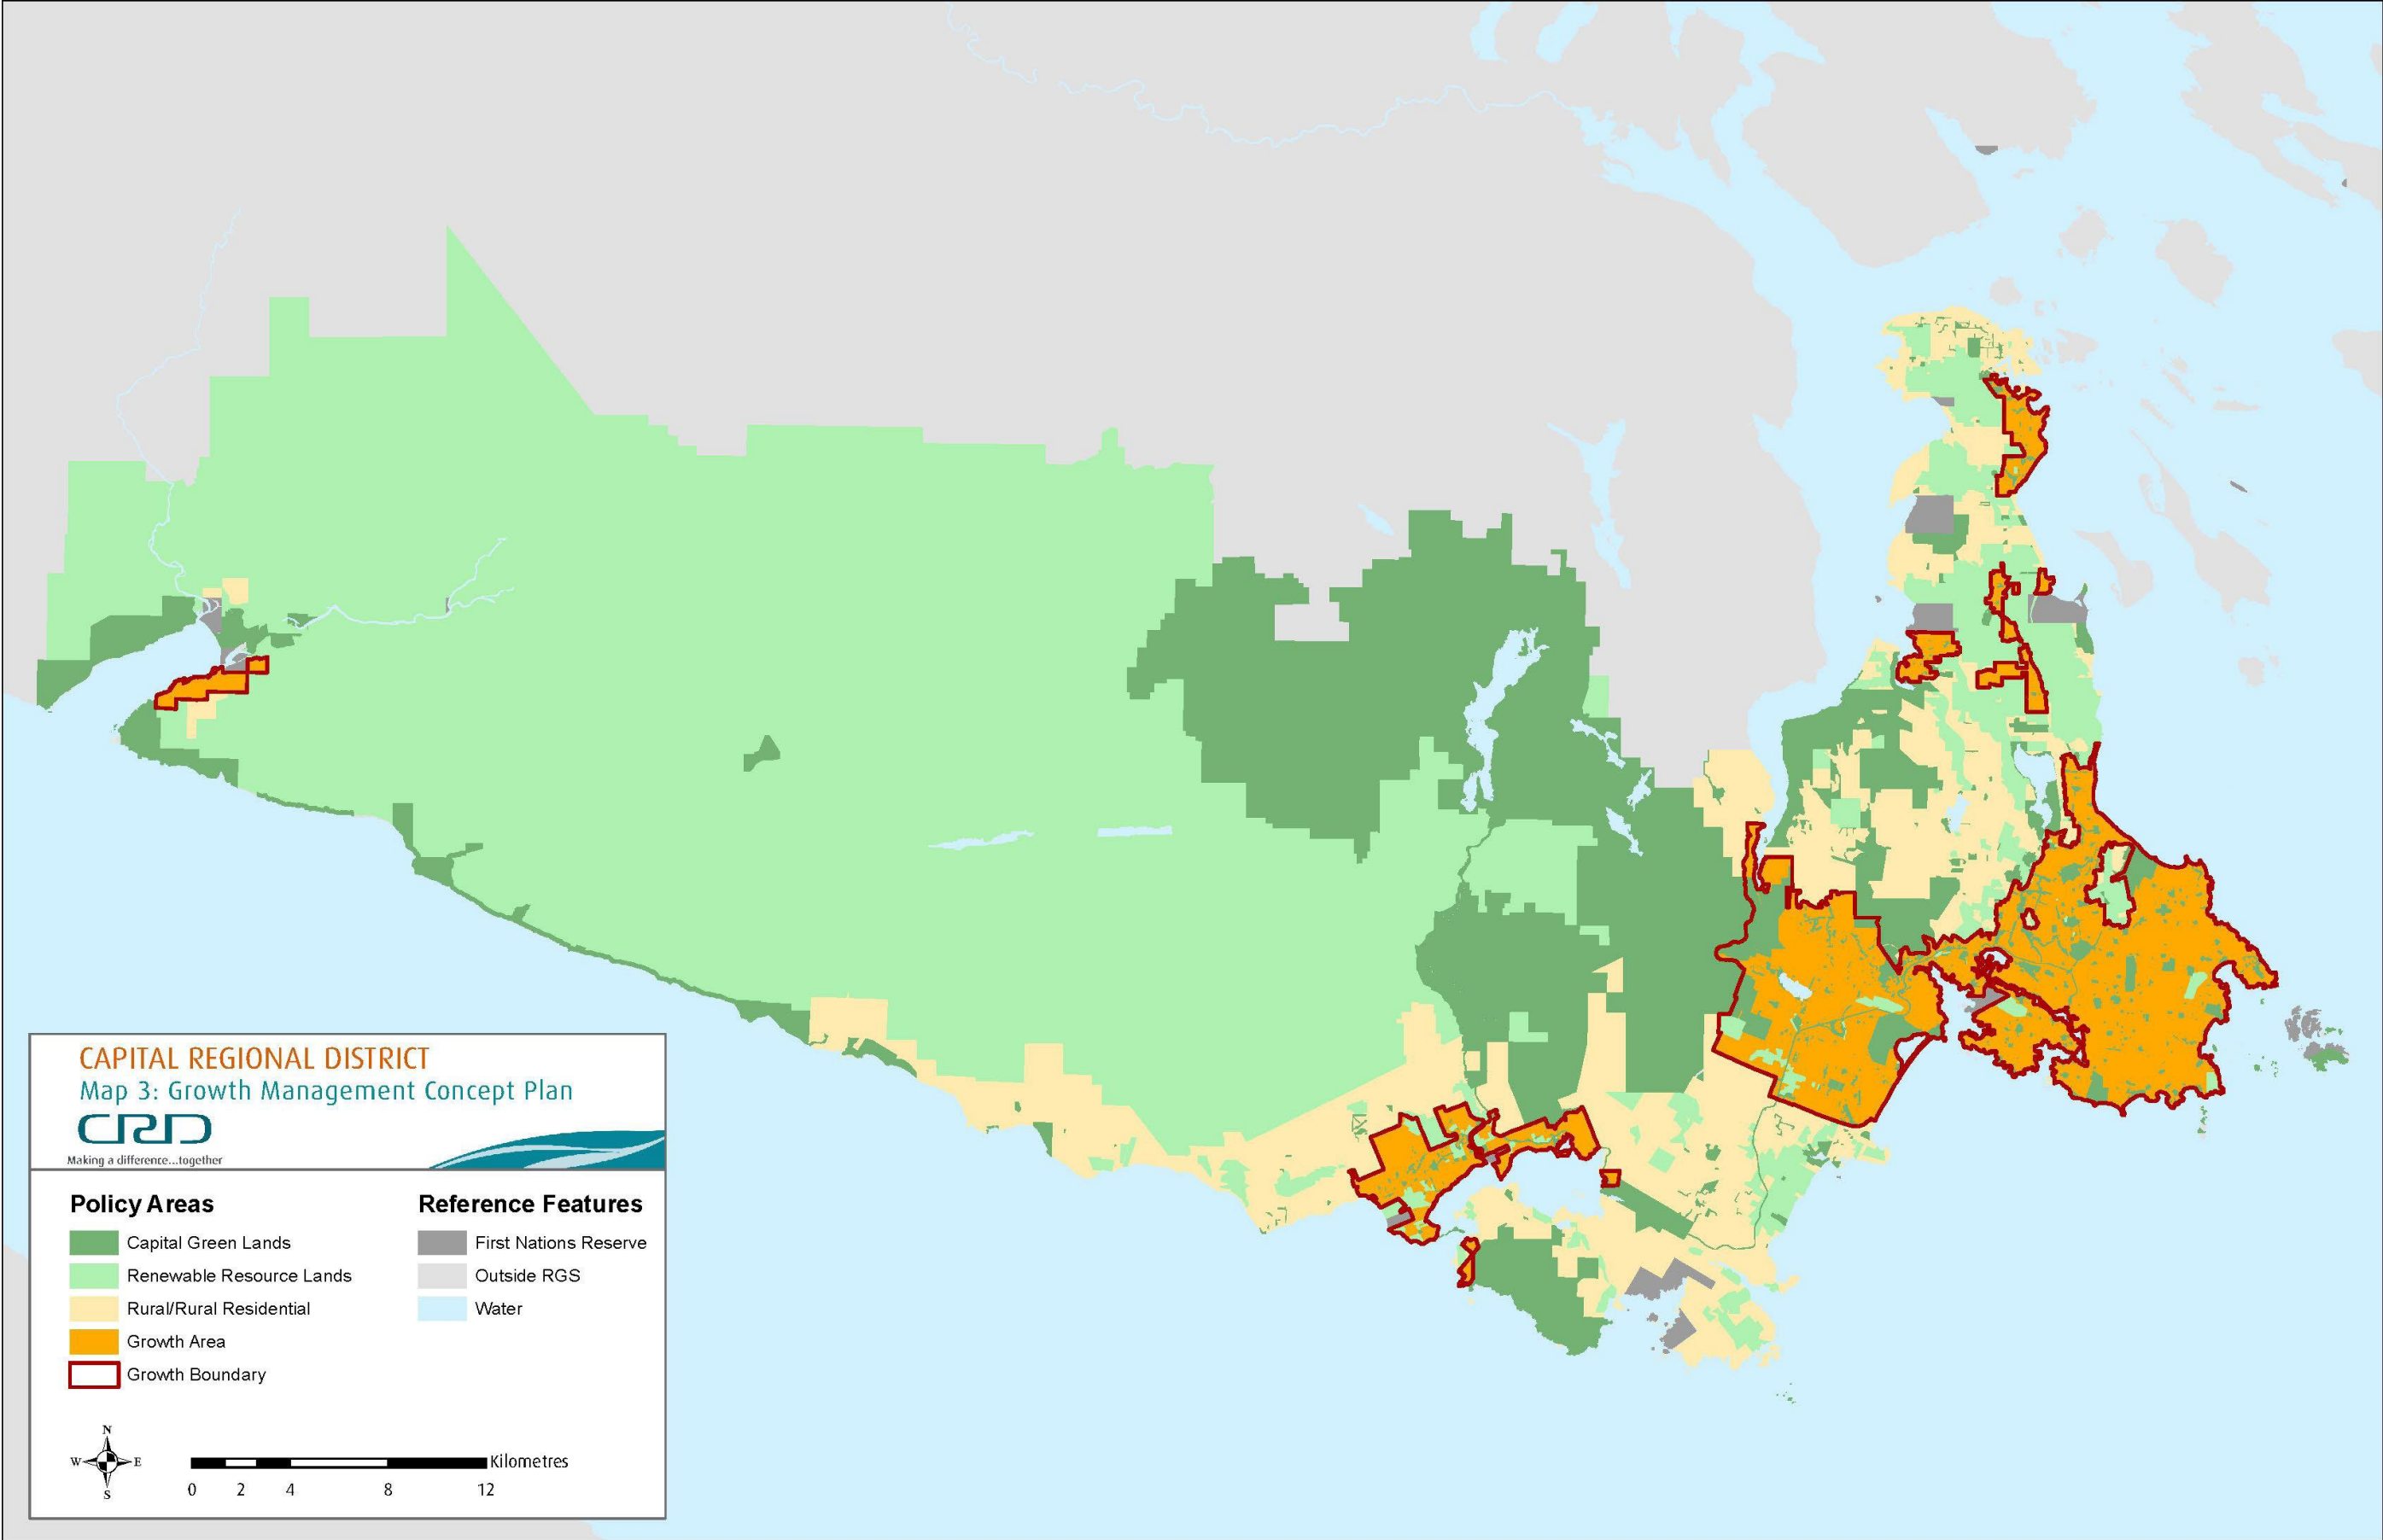 CAPITAL REGIONAL DISTRICT
Map 3: Growth Management Concept Plan
CRD
Making a difference...together
Policy Areas
Capital Green Lands
Renewable Resource Lands
Rural/Rural Residential
Growth Area
Growth Boundary
Reference Features
First Nations Reserve
Outside RGS
Water
N
W E
S
Kilometres
0 2 4 8 12